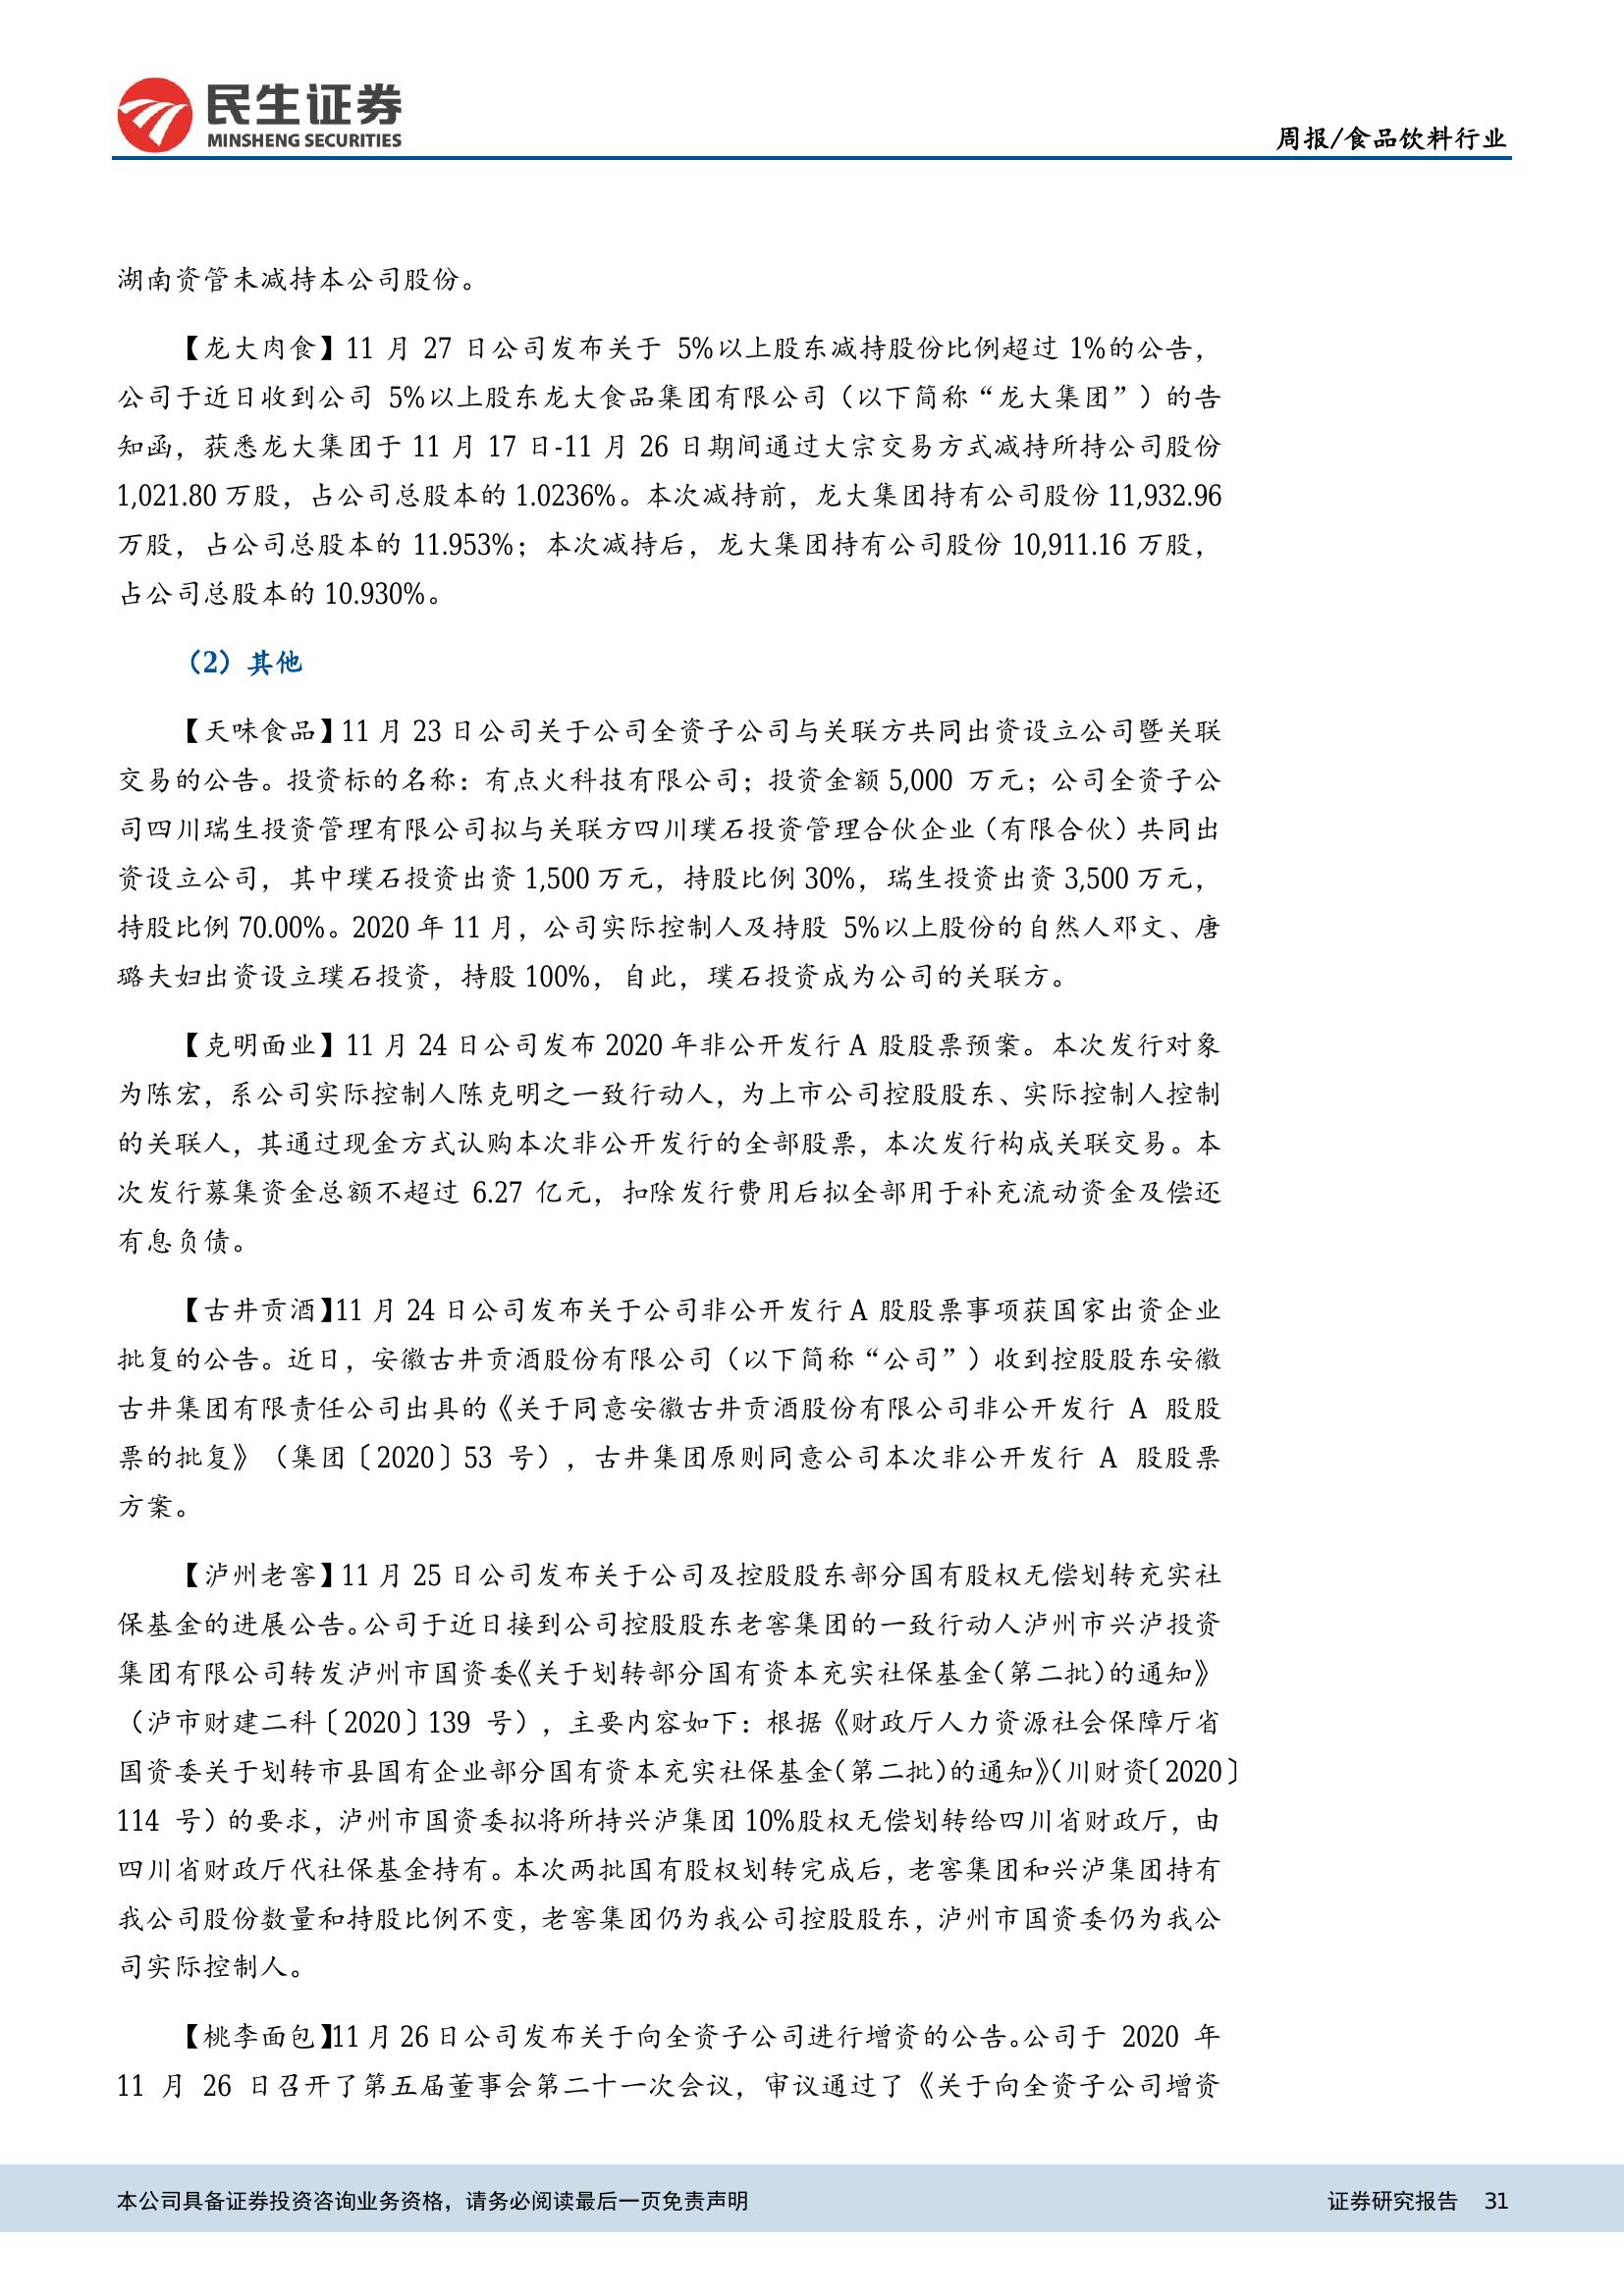 民生证券
MINSHENG SECURITIES
周报/食品饮料行业
湖南资管未减持本公司股份。
【龙大肉食】11 月 27 日公司发布关于 5%以上股东减持股份比例超过 1%的公告，
公司于近日收到公司 5%以上股东龙大食品集团有限公司（以下简称“龙大集团”）的告
知函，获悉龙大集团于 11 月 17 日-11 月 26 日期间通过大宗交易方式减持所持公司股份
1,021.80 万股，占公司总股本的 1.0236%。本次减持前，龙大集团持有公司股份 11,932.96
万股，占公司总股本的 11.953%；本次减持后，龙大集团持有公司股份 10,911.16 万股，
占公司总股本的 10.930%。
（2）其他
【天味食品】11 月 23 日公司关于公司全资子公司与关联方共同出资设立公司暨关联
交易的公告。投资标的名称：有点火科技有限公司；投资金额 5,000 万元；公司全资子公
司四川瑞生投资管理有限公司拟与关联方四川璞石投资管理合伙企业（有限合伙）共同出
资设立公司，其中璞石投资出资 1,500 万元，持股比例 30%，瑞生投资出资 3,500 万元，
持股比例 70.00%。2020 年 11 月，公司实际控制人及持股 5%以上股份的自然人邓文、唐
璐夫妇出资设立璞石投资，持股 100%，自此，璞石投资成为公司的关联方。
【克明面业】11 月 24 日公司发布 2020 年非公开发行 A 股股票预案。本次发行对象
为陈宏，系公司实际控制人陈克明之一致行动人，为上市公司控股股东、实际控制人控制
的关联人，其通过现金方式认购本次非公开发行的全部股票，本次发行构成关联交易。本
次发行募集资金总额不超过 6.27 亿元，扣除发行费用后拟全部用于补充流动资金及偿还
有息负债。
【古井贡酒】11 月 24 日公司发布关于公司非公开发行 A 股股票事项获国家出资企业
批复的公告。近日，安徽古井贡酒股份有限公司（以下简称“公司”）收到控股股东安徽
古井集团有限责任公司出具的《关于同意安徽古井贡酒股份有限公司非公开发行 A 股股
票的批复》（集团〔2020〕53 号），古井集团原则同意公司本次非公开发行 A 股股票
方案。
【泸州老窖】11 月 25 日公司发布关于公司及控股股东部分国有股权无偿划转充实社
保基金的进展公告。公司于近日接到公司控股股东老窖集团的一致行动人泸州市兴泸投资
集团有限公司转发泸州市国资委《关于划转部分国有资本充实社保基金（第二批）的通知》
（泸市财建二科〔2020〕139 号），主要内容如下：根据《财政厅人力资源社会保障厅省
国资委关于划转市县国有企业部分国有资本充实社保基金（第二批）的通知》（川财资〔2020〕
114 号）的要求，泸州市国资委拟将所持兴泸集团 10%股权无偿划转给四川省财政厅，由
四川省财政厅代社保基金持有。本次两批国有股权划转完成后，老窖集团和兴泸集团持有
我公司股份数量和持股比例不变，老窖集团仍为我公司控股股东，泸州市国资委仍为我公
司实际控制人。
【桃李面包】11 月 26 日公司发布关于向全资子公司进行增资的公告。公司于 2020 年
11 月 26 日召开了第五届董事会第二十一次会议，审议通过了《关于向全资子公司增资
本公司具备证券投资咨询业务资格，请务必阅读最后一页免责声明
证券研究报告 31